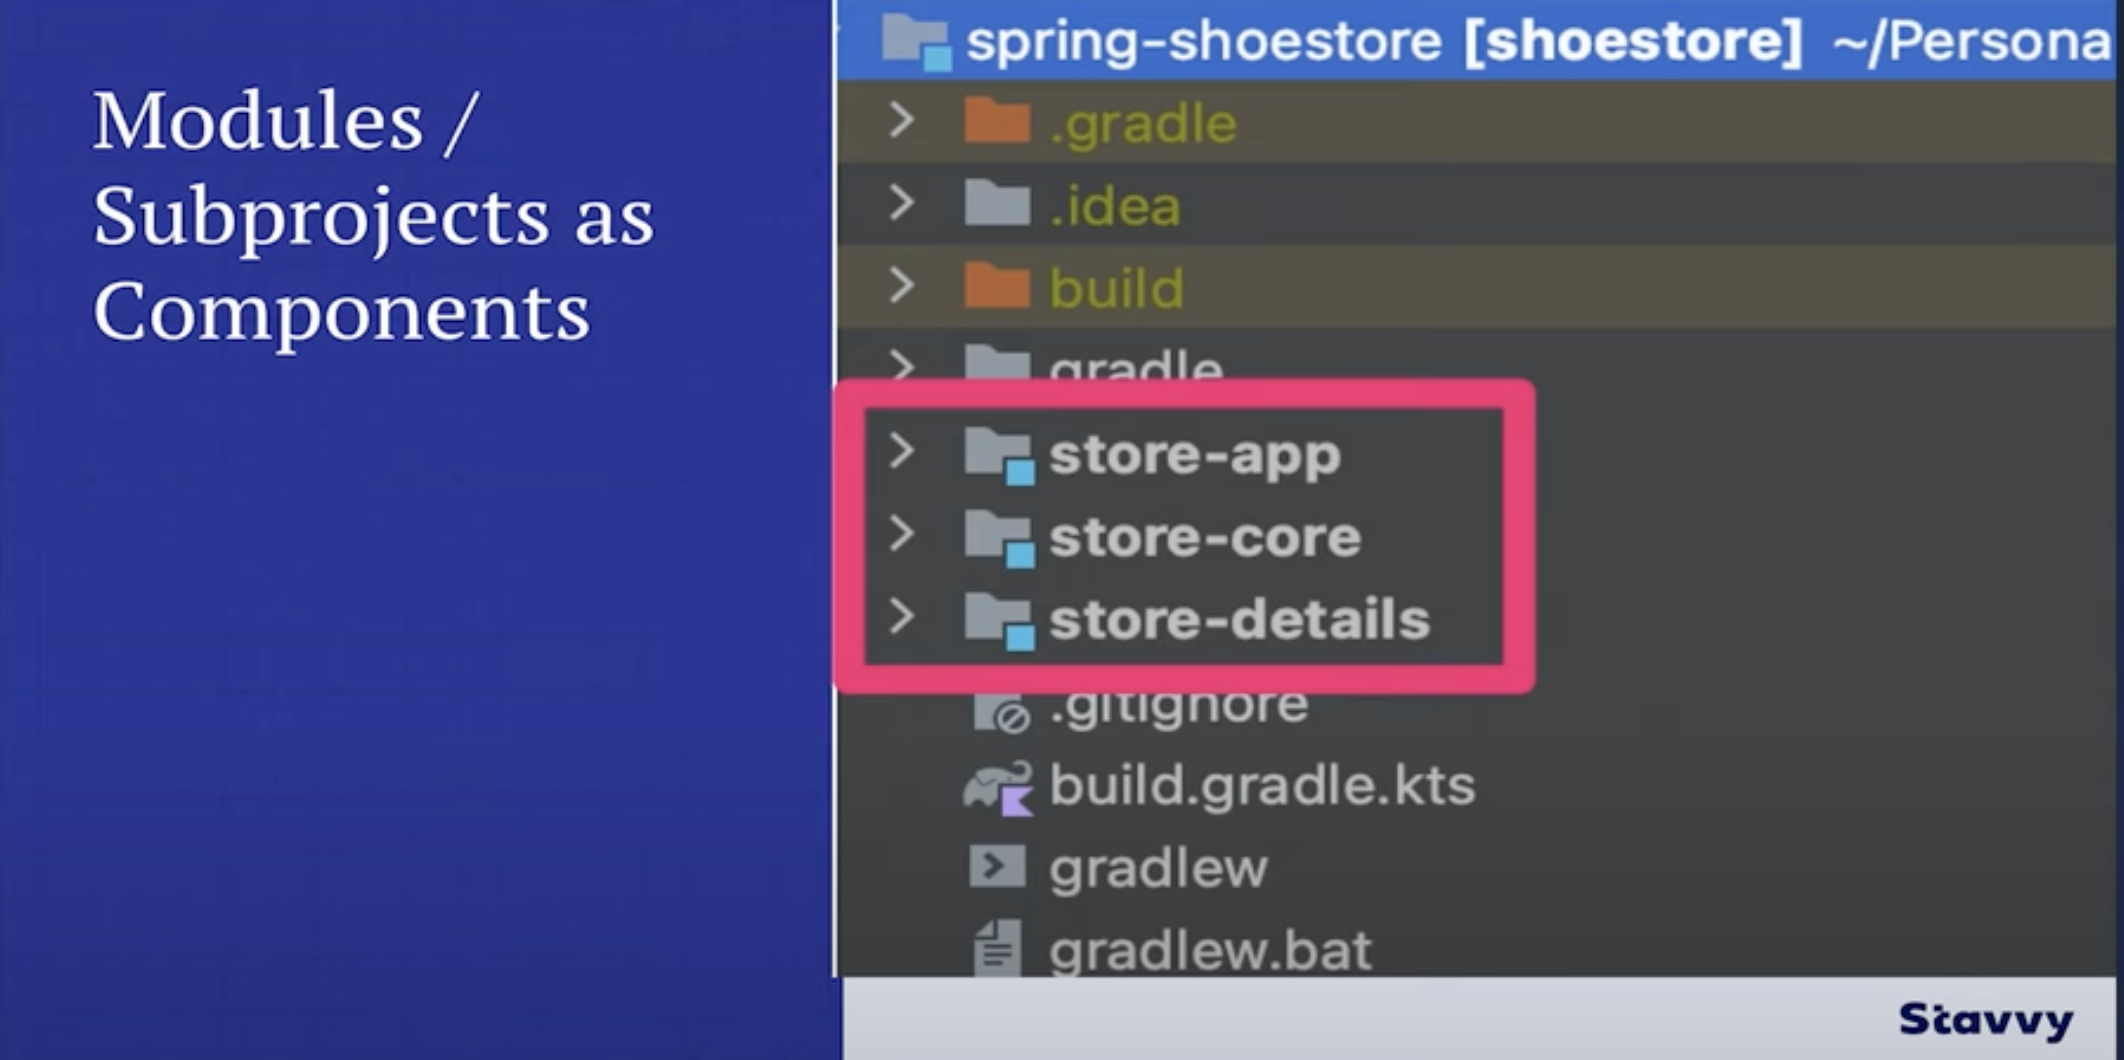 Modules /
Subprojects as
Components
spring-shoestore [shoestore] ~/Persona
.gradle
.idea
build
gradle
store-app
store-core
store-details
.gitignore
build.gradle.kts
gradlew
gradlew.bat
Stavvy